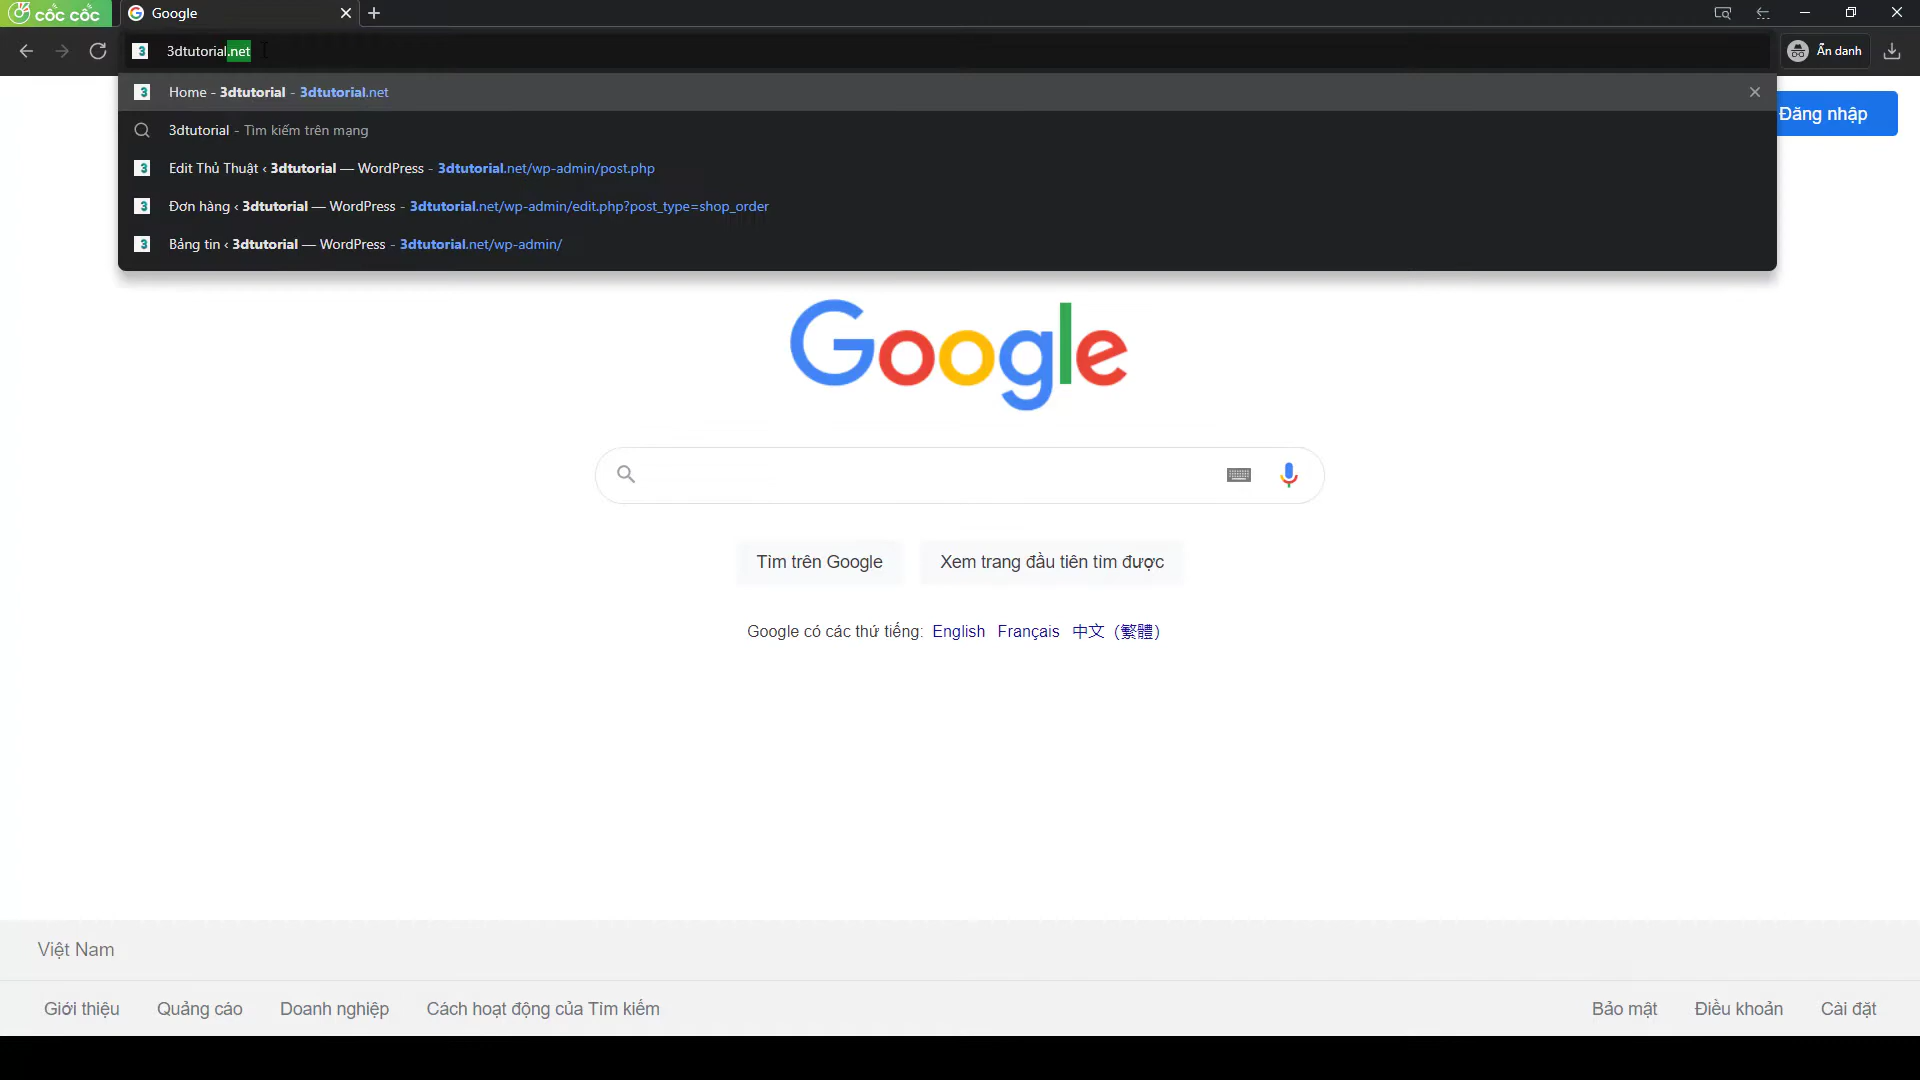 cốc cốc
Google
3dtutorial.net
Ẩn danh
Home - 3dtutorial - 3dtutorial.net
3dtutorial - Tìm kiếm trên mạng
Edit Thủ Thuật ‹ 3dtutorial — WordPress - 3dtutorial.net/wp-admin/post.php
Đơn hàng ‹ 3dtutorial — WordPress - 3dtutorial.net/wp-admin/edit.php?post_type=shop_order
Bảng tin ‹ 3dtutorial — WordPress - 3dtutorial.net/wp-admin/
Đăng nhập
Google
Tìm trên Google
Xem trang đầu tiên tìm được
Google có các thứ tiếng: English Français 中文 (繁體)
Việt Nam
Giới thiệu Quảng cáo Doanh nghiệp Cách hoạt động của Tìm kiếm
Bảo mật Điều khoản Cài đặt